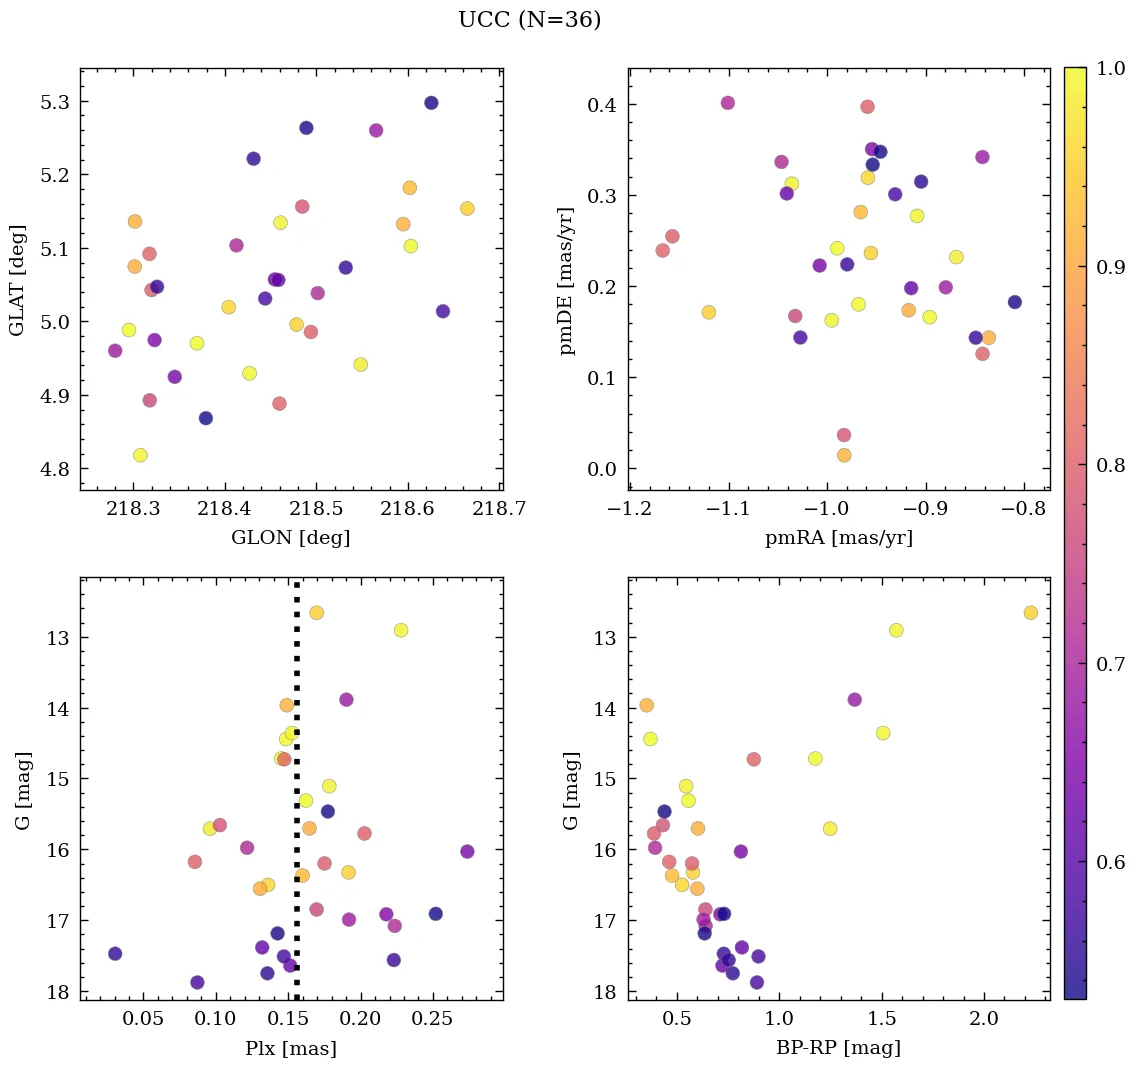 UCC (N=36)
5.3
5.2
5.1
5.0
4.9
4.8
GLAT [deg]
218.3 218.4 218.5 218.6 218.7
GLON [deg]
0.4
0.3
0.2
0.1
0.0
pmDE [mas/yr]
−1.2 −1.1 −1.0 −0.9 −0.8
pmRA [mas/yr]
13
14
15
16
17
18
G [mag]
0.05 0.10 0.15 0.20 0.25
Plx [mas]
13
14
15
16
17
18
G [mag]
0.5 1.0 1.5 2.0
BP-RP [mag]
1.0
0.9
0.8
0.7
0.6